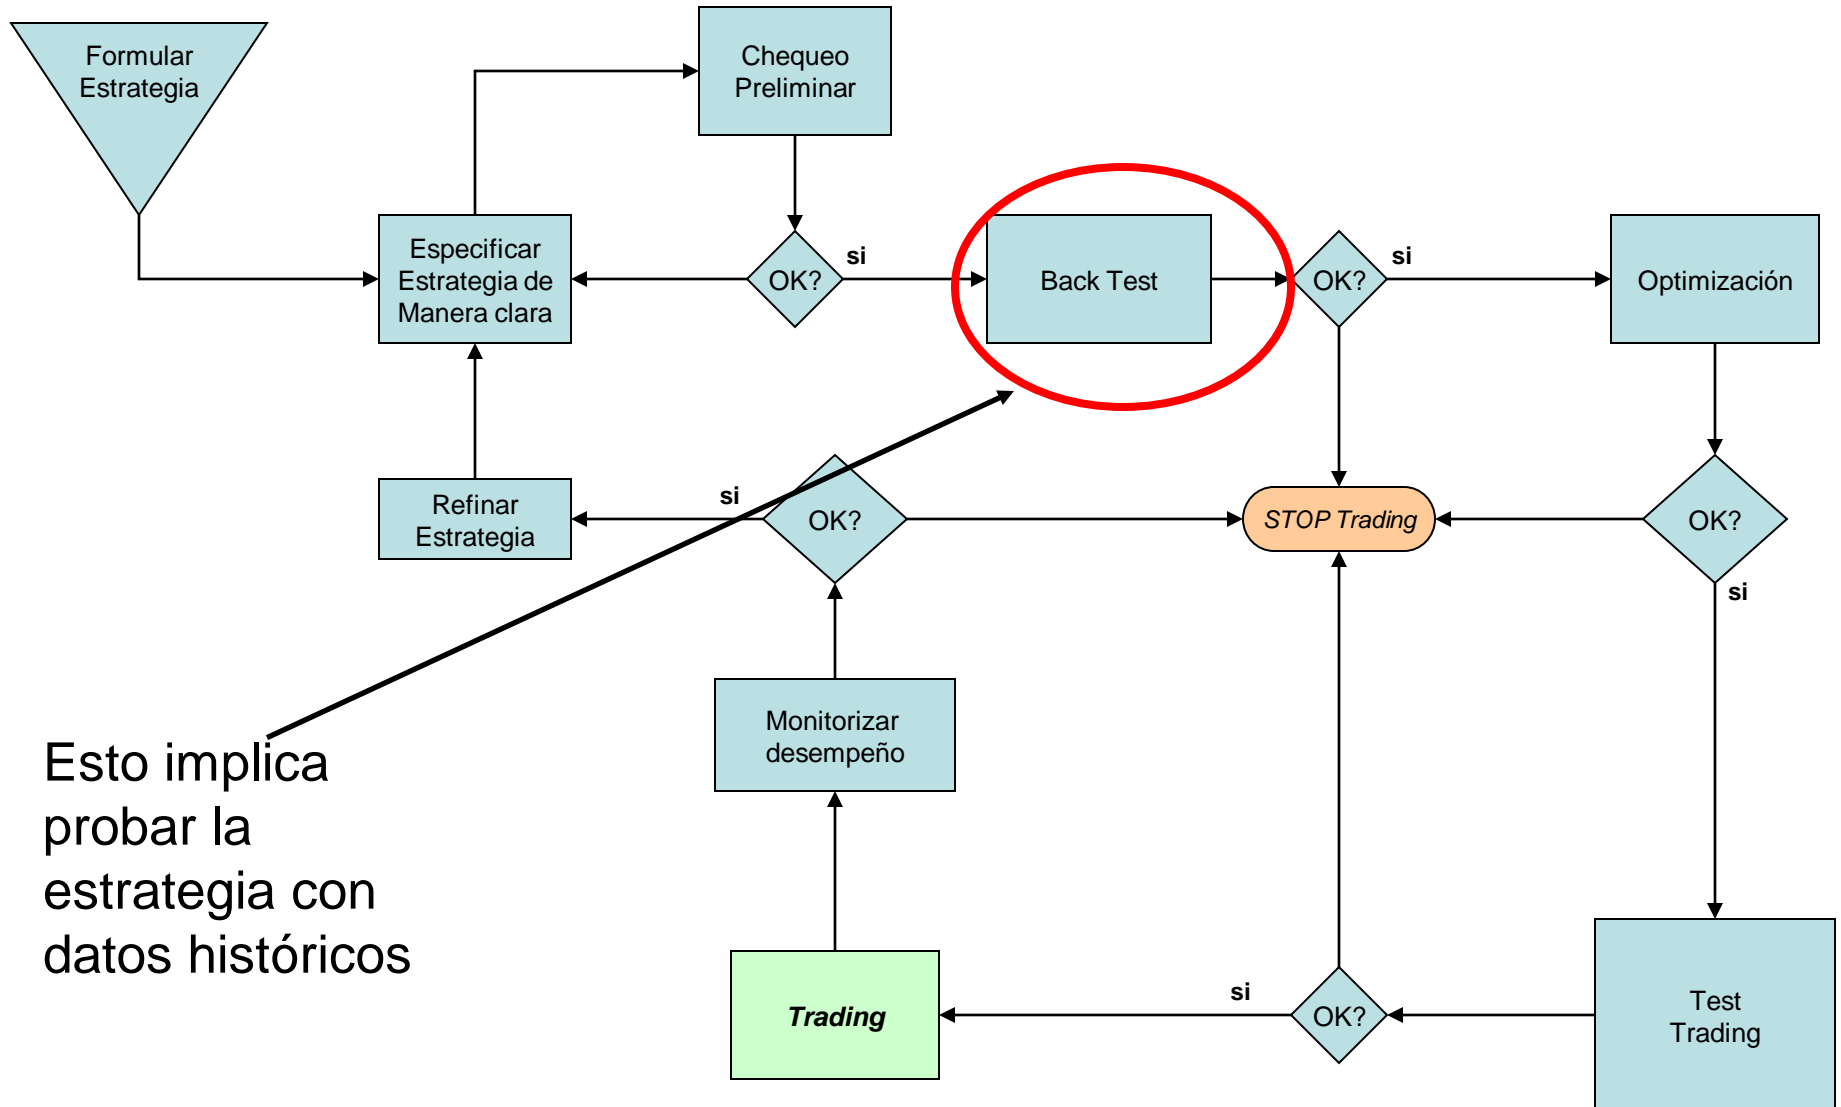 Formular
Estrategia
Chequeo
Preliminar
Especificar
Estrategia de
Manera clara
OK?
si
Back Test
OK?
si
Optimización
Refinar
Estrategia
si
OK?
STOP Trading
OK?
si
Monitorizar
desempeño
Esto implica
probar la
estrategia con
datos históricos
Trading
si
OK?
Test
Trading